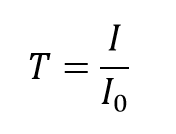 T = I / I₀